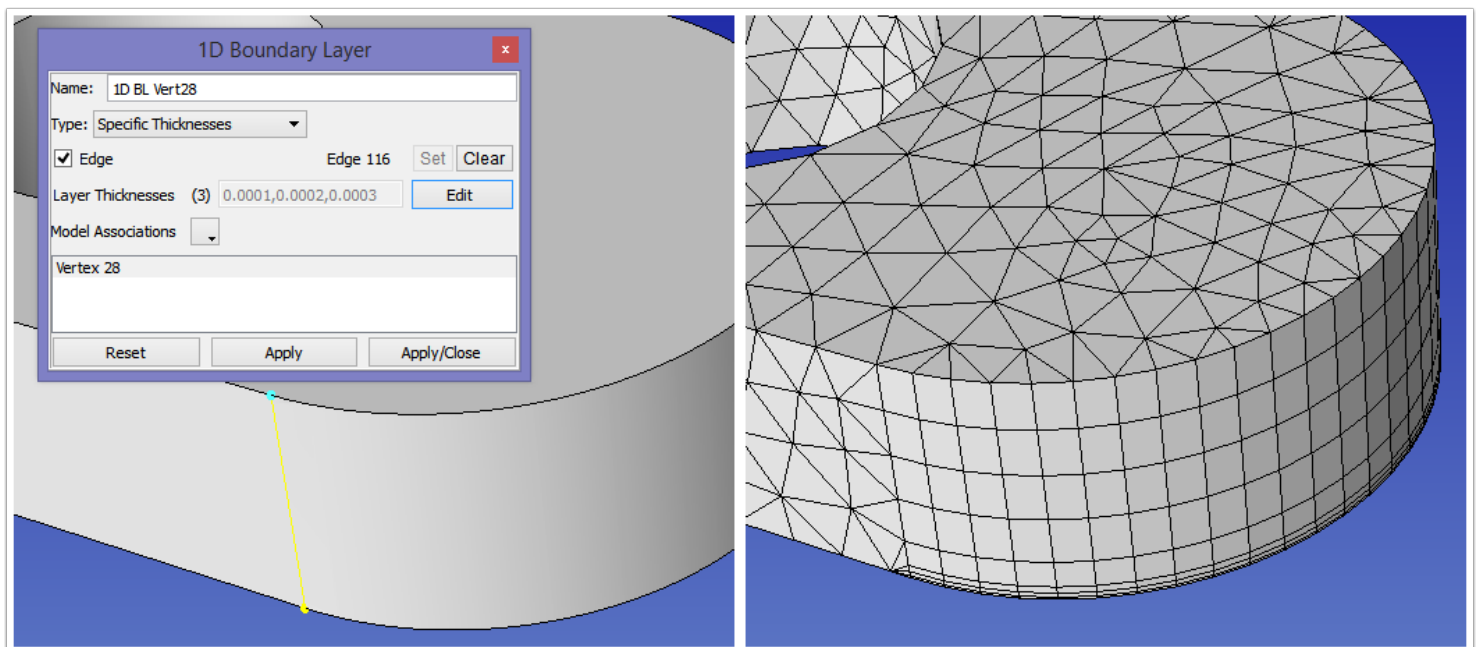 1D Boundary Layer x
Name: 1D BL Vert28
Type: Specific Thicknesses
Edge Edge 116 Set Clear
Layer Thicknesses (3) 0.0001,0.0002,0.0003 Edit
Model Associations
Vertex 28
Reset Apply Apply/Close